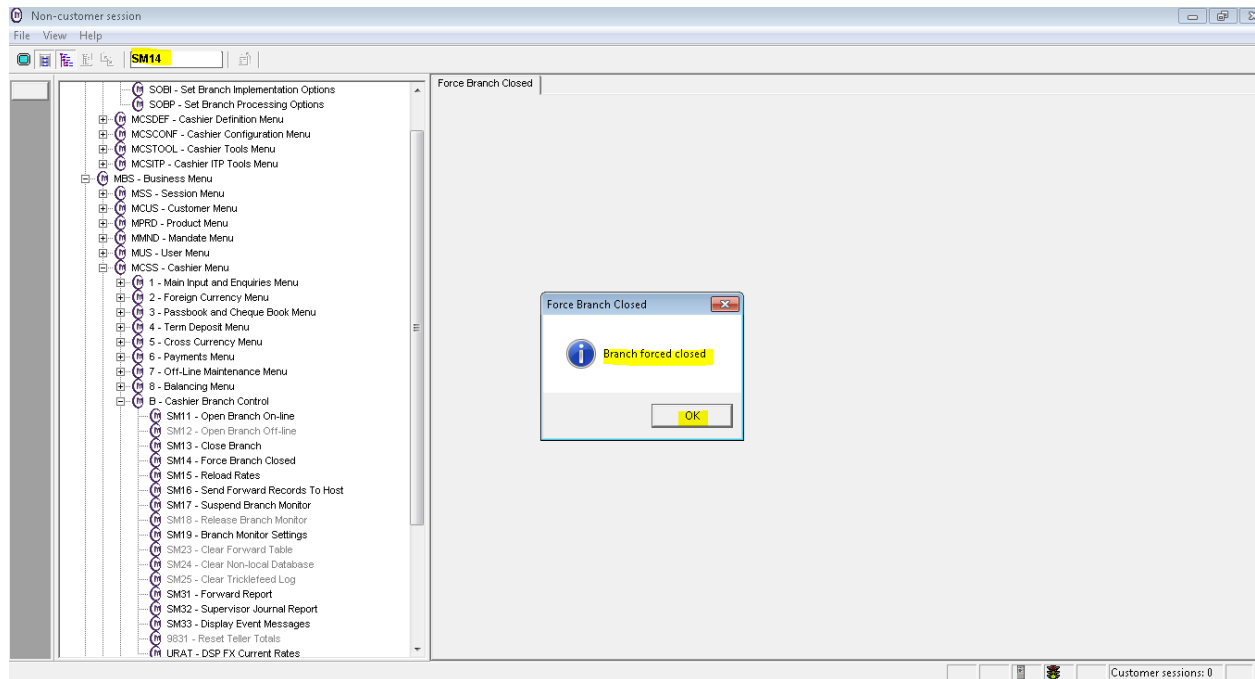 Non-customer session
File View Help
SM14
SOBI - Set Branch Implementation Options
SOBP - Set Branch Processing Options
MCSDEF - Cashier Definition Menu
MCSCONF - Cashier Configuration Menu
MCSTOOL - Cashier Tools Menu
MCSITP - Cashier ITP Tools Menu
MBS - Business Menu
MSS - Session Menu
MCUS - Customer Menu
MPRD - Product Menu
MMND - Mandate Menu
MUS - User Menu
MCSS - Cashier Menu
1 - Main Input and Enquiries Menu
2 - Foreign Currency Menu
3 - Passbook and Cheque Book Menu
4 - Term Deposit Menu
5 - Cross Currency Menu
6 - Payments Menu
7 - Off-Line Maintenance Menu
8 - Balancing Menu
B - Cashier Branch Control
SM11 - Open Branch On-line
SM12 - Open Branch Off-line
SM13 - Close Branch
SM14 - Force Branch Closed
SM15 - Reload Rates
SM16 - Send Forward Records To Host
SM17 - Suspend Branch Monitor
SM18 - Release Branch Monitor
SM19 - Branch Monitor Settings
SM23 - Clear Forward Table
SM24 - Clear Non-local Database
SM25 - Clear Tricklefeed Log
SM31 - Forward Report
SM32 - Supervisor Journal Report
SM33 - Display Event Messages
9831 - Reset Teller Totals
URAT - DSP FX Current Rates
Force Branch Closed
Force Branch Closed
Branch forced closed
OK
Customer sessions: 0